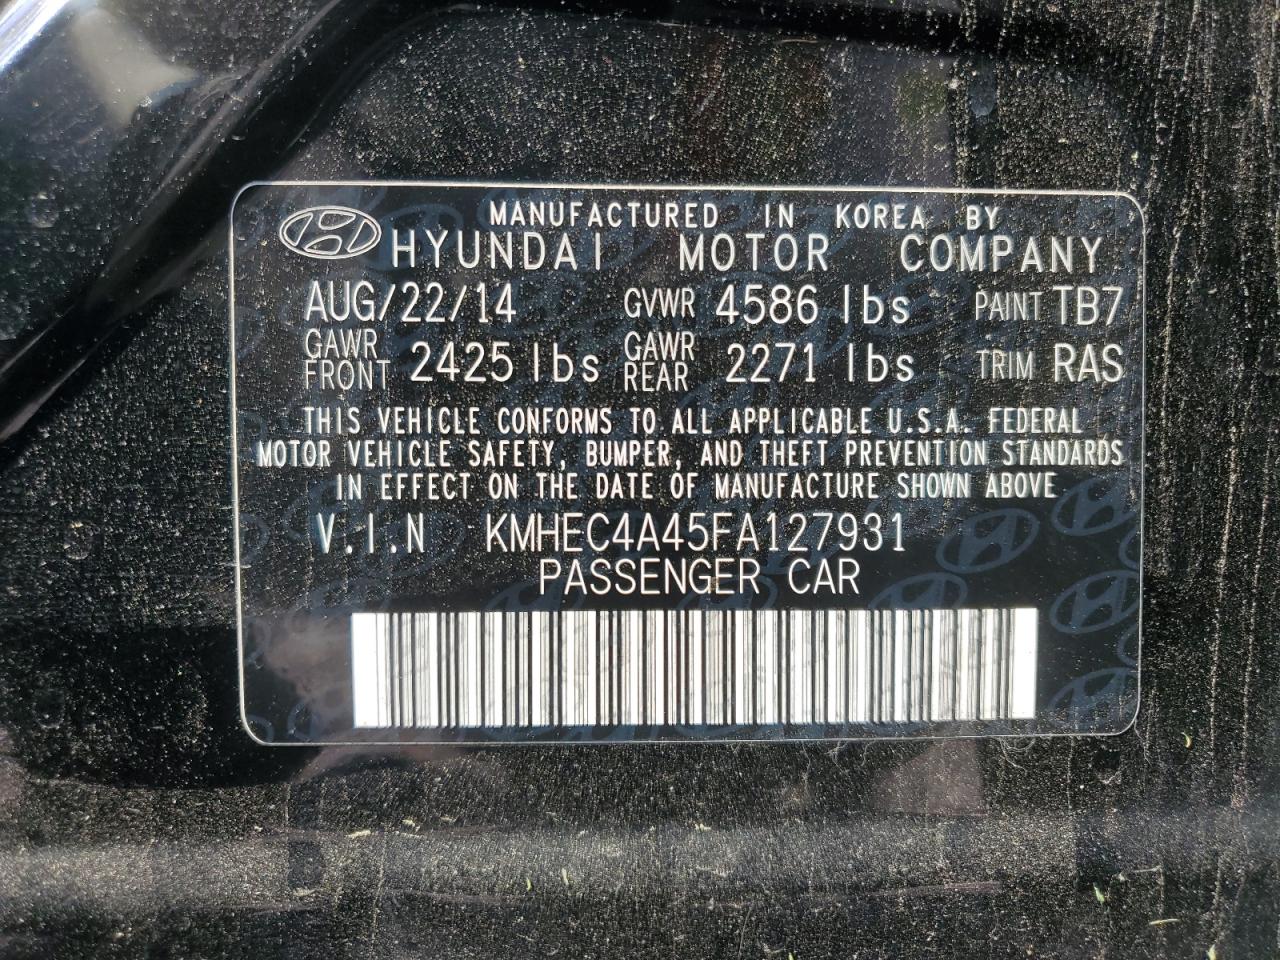 MANUFACTURED IN KOREA BY
HYUNDAI MOTOR COMPANY
AUG/22/14 GVWR 4586 lbs PAINT TB7
GAWR FRONT 2425 lbs GAWR REAR 2271 lbs TRIM RAS
THIS VEHICLE CONFORMS TO ALL APPLICABLE U.S.A. FEDERAL
MOTOR VEHICLE SAFETY, BUMPER, AND THEFT PREVENTION STANDARDS
IN EFFECT ON THE DATE OF MANUFACTURE SHOWN ABOVE
V.I.N KMHEC4A45FA127931
PASSENGER CAR